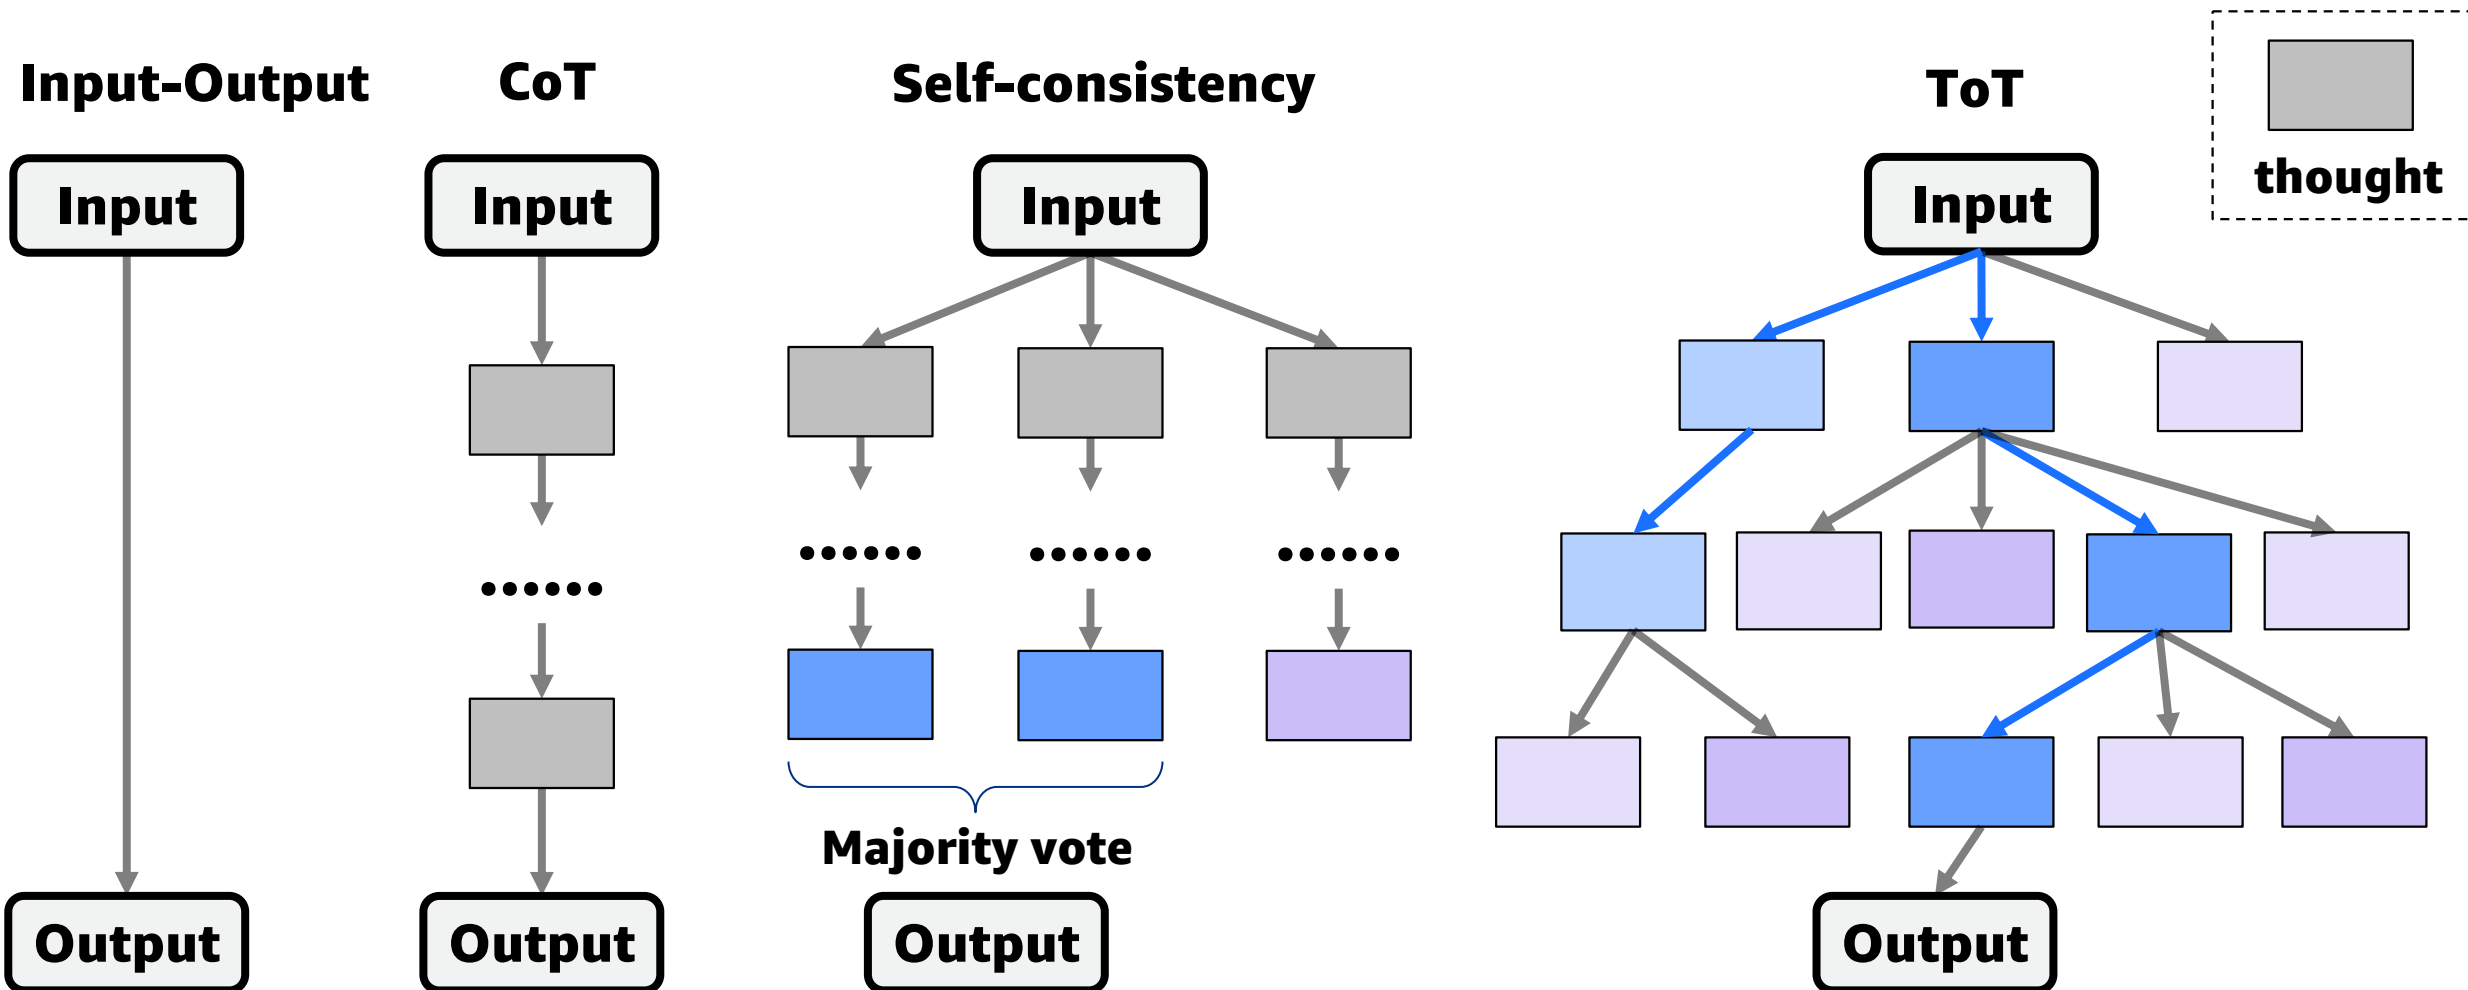 Input-Output
Input
Output
CoT
Input
......
Output
Self-consistency
Input
...... ...... ......
Majority vote
Output
ToT
Input
Output
thought